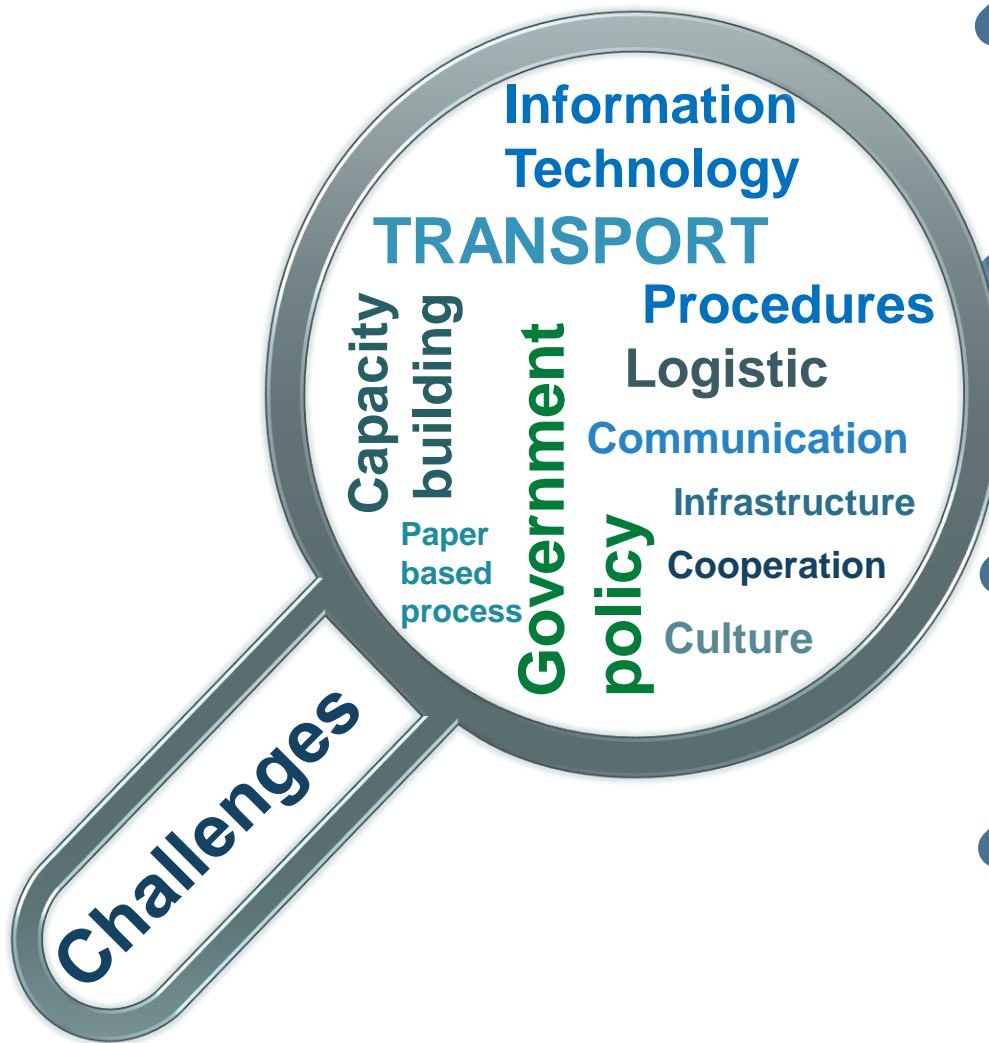 Information
Technology
TRANSPORT
Procedures
Logistic
Communication
Infrastructure
Cooperation
Culture
Capacity
building
Paper
based
process
Government
policy
Challenges